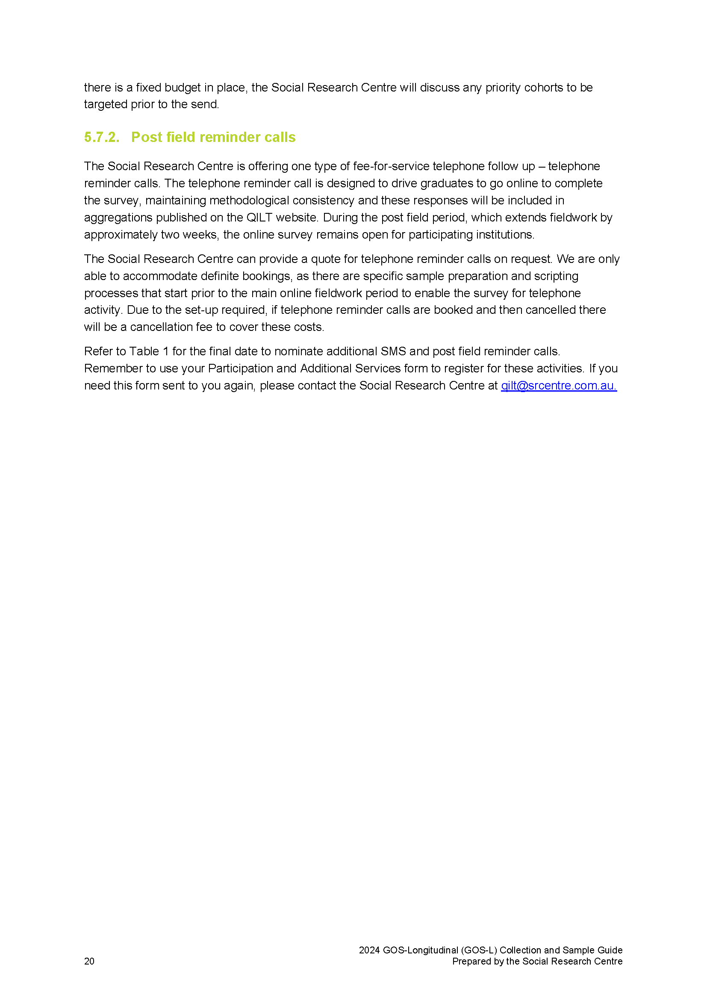 there is a fixed budget in place, the Social Research Centre will discuss any priority cohorts to be
targeted prior to the send.
5.7.2. Post field reminder calls
The Social Research Centre is offering one type of fee-for-service telephone follow up – telephone
reminder calls. The telephone reminder call is designed to drive graduates to go online to complete
the survey, maintaining methodological consistency and these responses will be included in
aggregations published on the QILT website. During the post field period, which extends fieldwork by
approximately two weeks, the online survey remains open for participating institutions.
The Social Research Centre can provide a quote for telephone reminder calls on request. We are only
able to accommodate definite bookings, as there are specific sample preparation and scripting
processes that start prior to the main online fieldwork period to enable the survey for telephone
activity. Due to the set-up required, if telephone reminder calls are booked and then cancelled there
will be a cancellation fee to cover these costs.
Refer to Table 1 for the final date to nominate additional SMS and post field reminder calls.
Remember to use your Participation and Additional Services form to register for these activities. If you
need this form sent to you again, please contact the Social Research Centre at qilt@srcentre.com.au.
2024 GOS-Longitudinal (GOS-L) Collection and Sample Guide
20 Prepared by the Social Research Centre